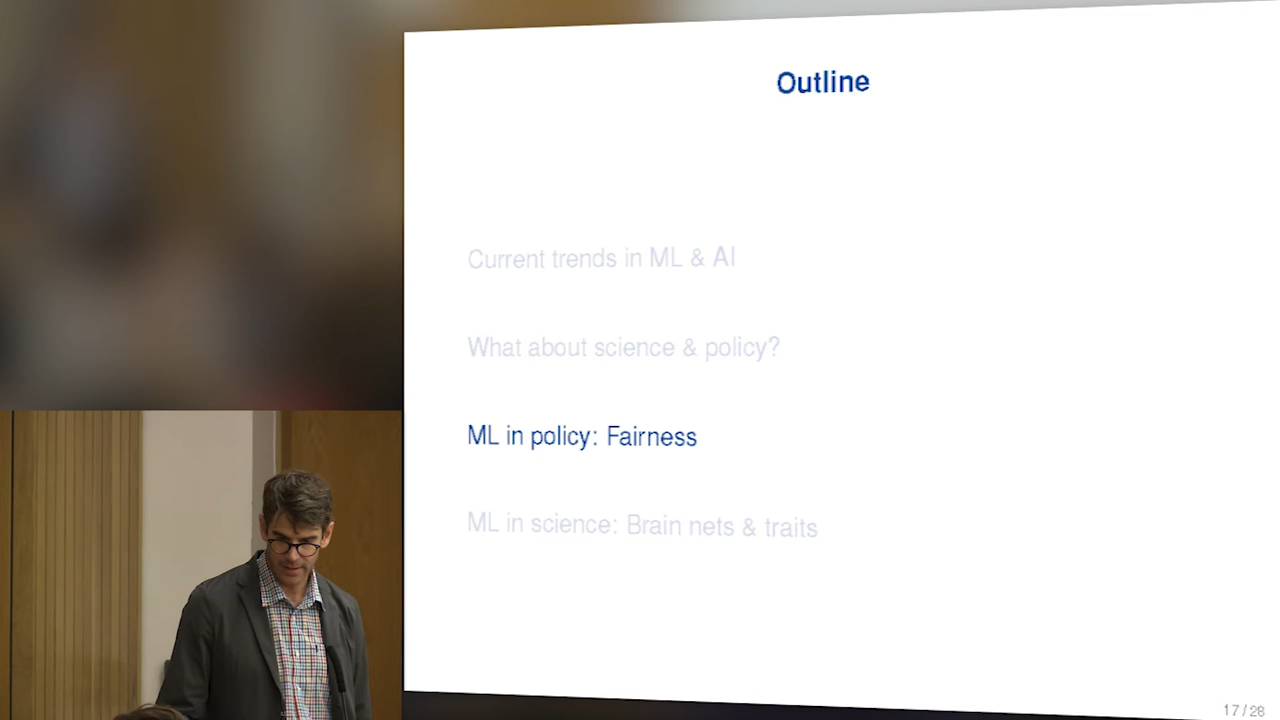 Outline
Current trends in ML & AI
What about science & policy?
ML in policy: Fairness
ML in science: Brain nets & traits
17 / 28